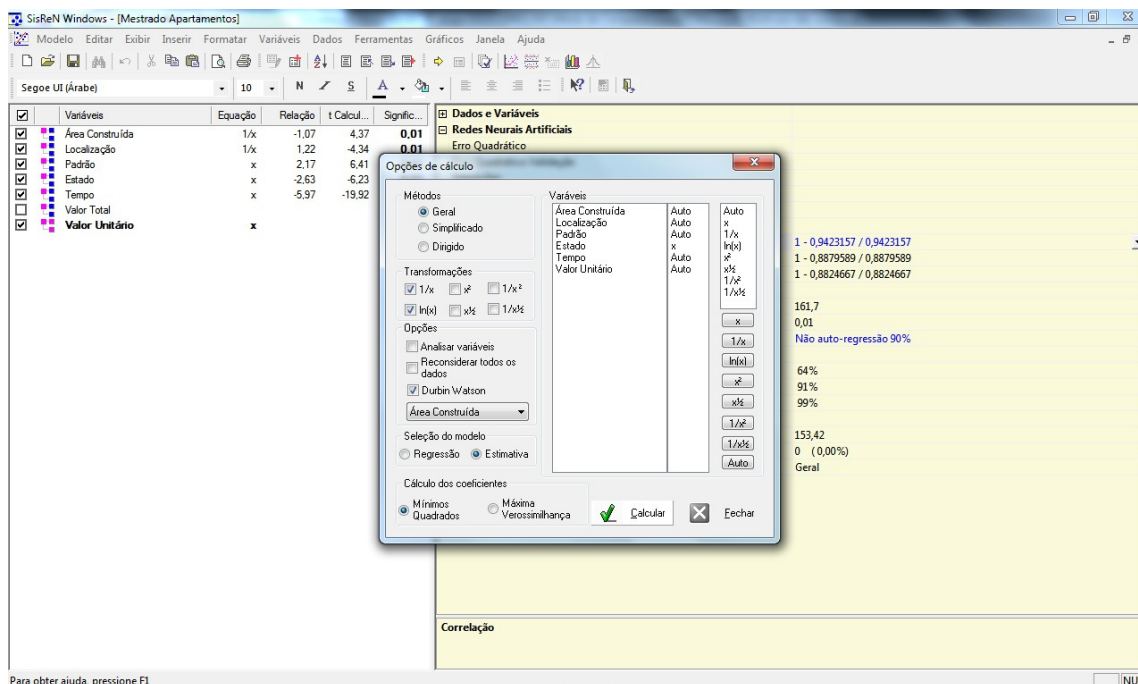 SisReN Windows - [Mestrado Apartamentos]
Modelo Editar Exibir Inserir Formatar Variáveis Dados Ferramentas Gráficos Janela Ajuda
Segoe UI (Árabe) 10 N S A
Variáveis Equação Relação t Calcul... Signific...
Área Construída 1/x -1,07 4,37 0,01
Localização 1/x 1,22 -4,34 0,01
Padrão x 2,17 6,41
Estado x -2,63 -6,23
Tempo x -5,97 -19,92
Valor Total
Valor Unitário x
Dados e Variáveis
Redes Neurais Artificiais
Erro Quadrático
1 - 0,9423157 / 0,9423157
1 - 0,8879589 / 0,8879589
1 - 0,8824667 / 0,8824667
161,7
0,01
Não auto-regressão 90%
64%
91%
99%
153,42
0 (0,00%)
Geral
Correlação
Opções de cálculo
Métodos
Geral
Simplificado
Dirigido
Transformações
1/x x² 1/x²
ln(x) x½ 1/x½
Opções
Analisar variáveis
Reconsiderar todos os
dados
Durbin Watson
Área Construída
Seleção do modelo
Regressão Estimativa
Cálculo dos coeficientes
Mínimos
Quadrados
Máxima
Verossimilhança
Varáveis
Área Construída Auto
Localização Auto
Padrão Auto
Estado x
Tempo Auto
Valor Unitário Auto
Auto
x
1/x
ln(x)
x²
x½
1/x²
1/x½
x
1/x
ln(x)
x²
x½
1/x²
1/x½
Auto
Calcular
Fechar
Para obter ajuda, pressione F1
NU